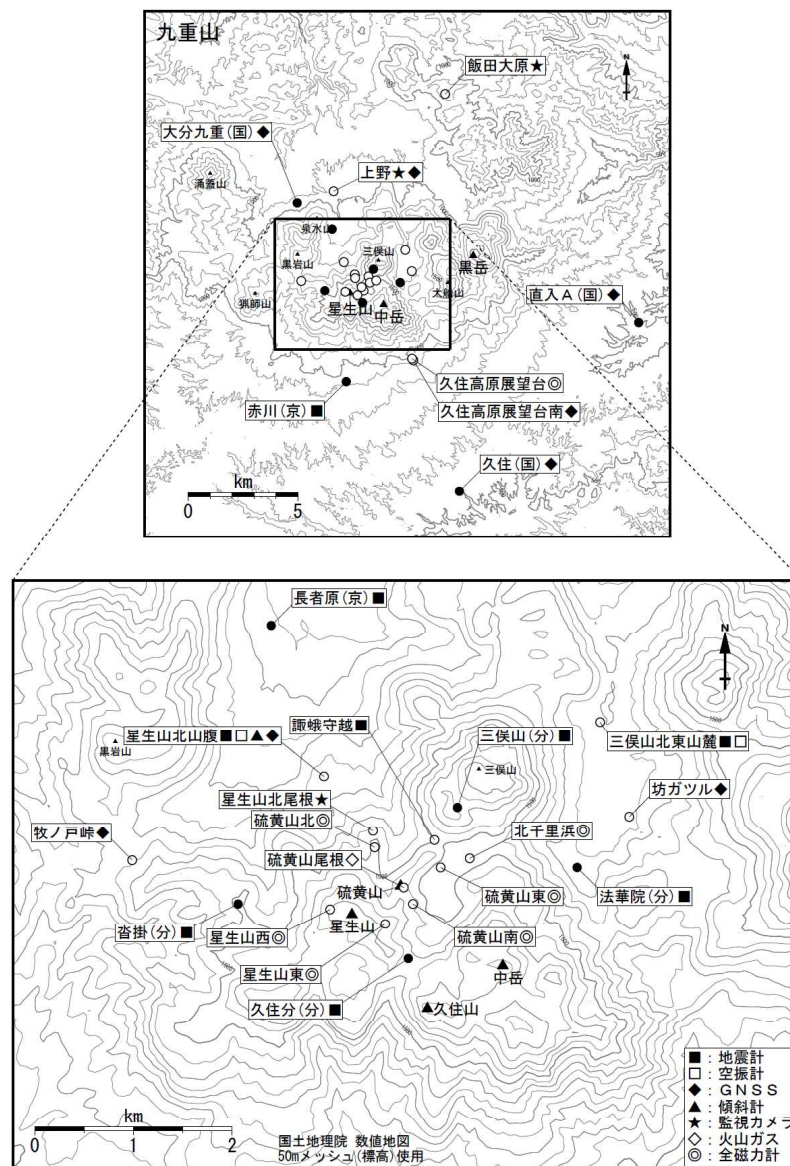 九重山
飯田大原★
N
大分九重(国)◆
上野★◆
涌蓋山
泉水山
黒岩山
三俣山
黒岳
猟師山
星生山
中岳
大船山
直入A(国)◆
久住高原展望台◎
久住高原展望台南◆
赤川(京)■
久住(国)◆
km
0 5
長者原(京)■
N
諏蛾守越■
三俣山(分)■
三俣山北東山麓■□
星生山北山腹■□▲◆
黒岩山
三俣山
坊ガツル◆
星生山北尾根★
硫黄山北◎
北千里浜◎
牧ノ戸峠◆
硫黄山尾根◇
硫黄山
硫黄山東◎
法華院(分)■
沓掛(分)■
星生山西◎
星生山
硫黄山南◎
星生山東◎
中岳
久住分(分)■
久住山
km
0 1 2
国土地理院 数値地図
50mメッシュ(標高)使用
■：地震計
□：空振計
◆：GNSS
▲：傾斜計
★：監視カメラ
◇：火山ガス
◎：全磁力計